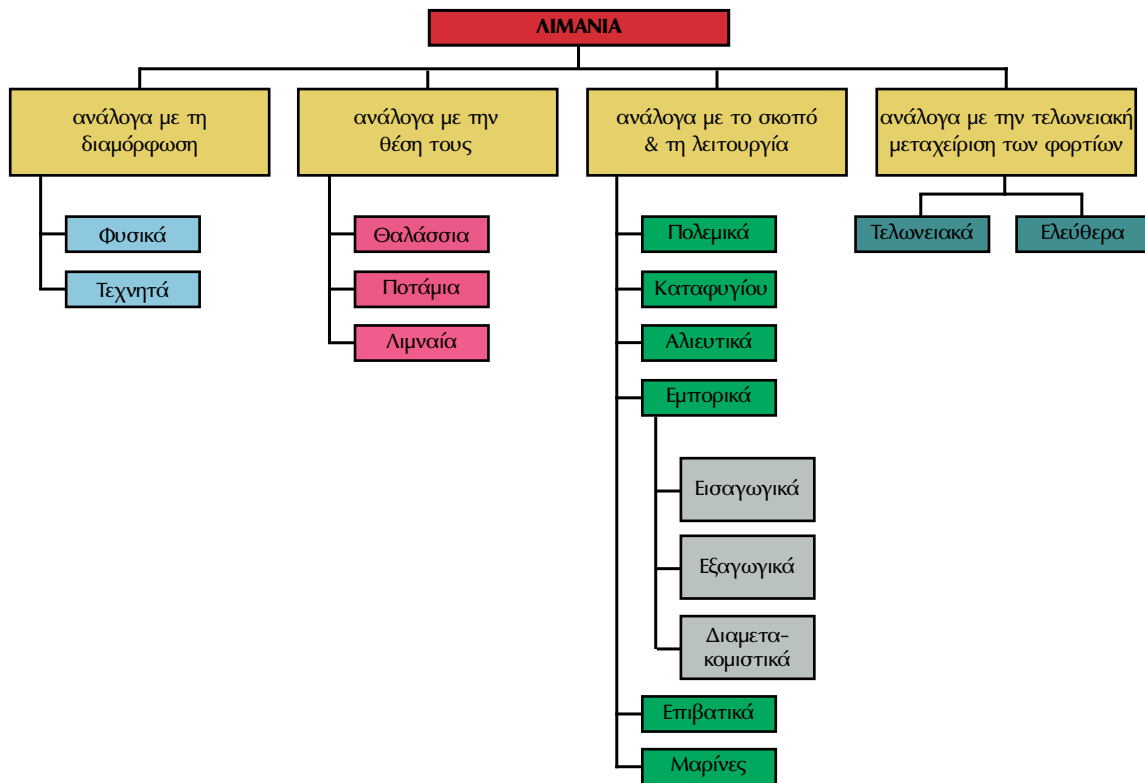 ΛΙΜΑΝΙΑ
ανάλογα με τη
διαμόρφωση
Φυσικά
Τεχνητά
ανάλογα με την
θέση τους
Θαλάσσια
Ποτάμια
Λιμναία
ανάλογα με το σκοπό
& τη λειτουργία
Πολεμικά
Καταφυγίου
Αλιευτικά
Εμπορικά
Εισαγωγικά
Εξαγωγικά
Διαμετα-
κομιστικά
Επιβατικά
Μαρίνες
ανάλογα με την τελωνειακή
μεταχείριση των φορτίων
Τελωνειακά
Ελεύθερα